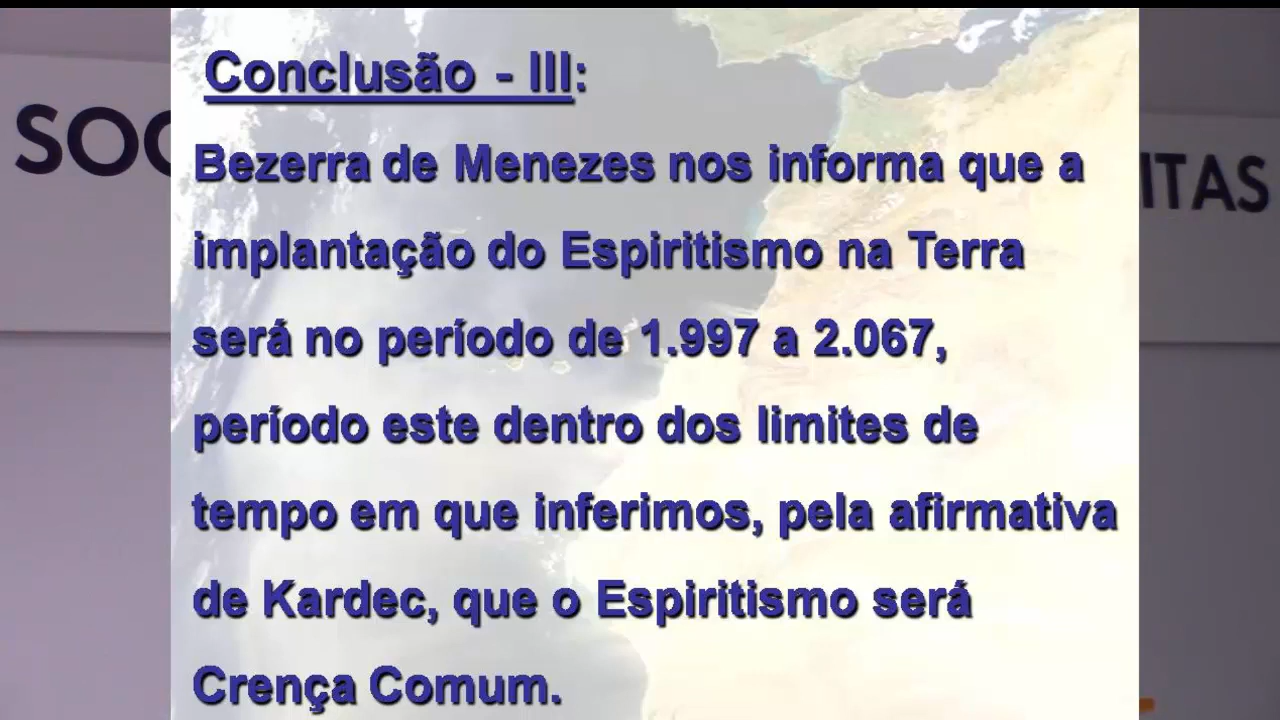 Conclusão - III:
SOC
ITAS
Bezerra de Menezes nos informa que a
implantação do Espiritismo na Terra
será no período de 1.997 a 2.067,
período este dentro dos limites de
tempo em que inferimos, pela afirmativa
de Kardec, que o Espiritismo será
Crença Comum.